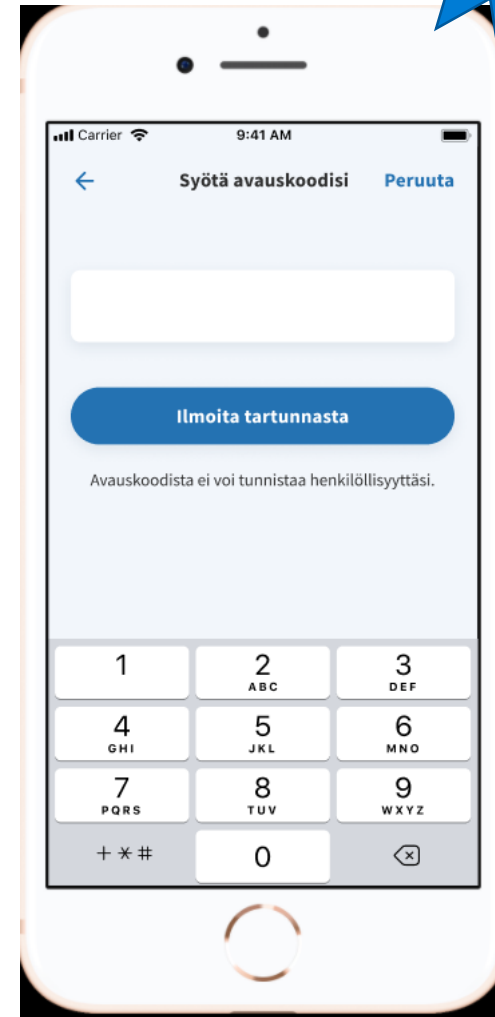 Carrier 9:41 AM
Syötä avauskoodisi Peruuta
Ilmoita tartunnasta
Avauskoodista ei voi tunnistaa henkilöllisyyttäsi.
1 2 3
ABC DEF
4 5 6
GHI JKL MNO
7 8 9
PQRS TUV WXYZ
+ * # 0